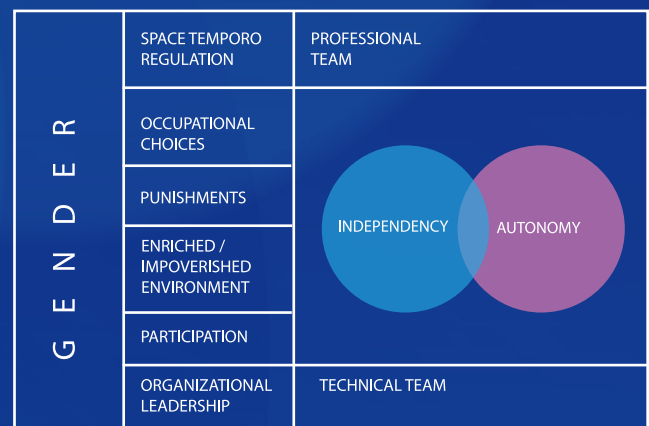 GENDER
SPACE TEMPORO
REGULATION
PROFESSIONAL
TEAM
OCCUPATIONAL
CHOICES
PUNISHMENTS
ENRICHED /
IMPOVERISHED
ENVIRONMENT
PARTICIPATION
INDEPENDENCY
AUTONOMY
ORGANIZATIONAL
LEADERSHIP
TECHNICAL TEAM